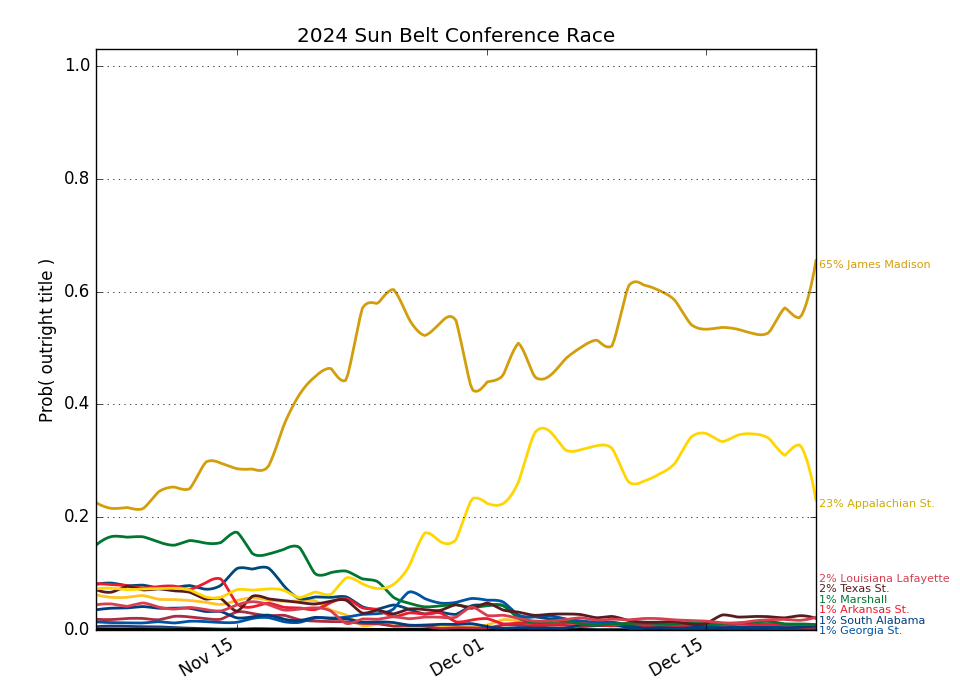 2024 Sun Belt Conference Race
Prob( outright title )
1.0
0.8
0.6
0.4
0.2
0.0
Nov 15
Dec 01
Dec 15
65% James Madison
23% Appalachian St.
2% Louisiana Lafayette
2% Texas St.
1% Marshall
1% Arkansas St.
1% South Alabama
1% Georgia St.